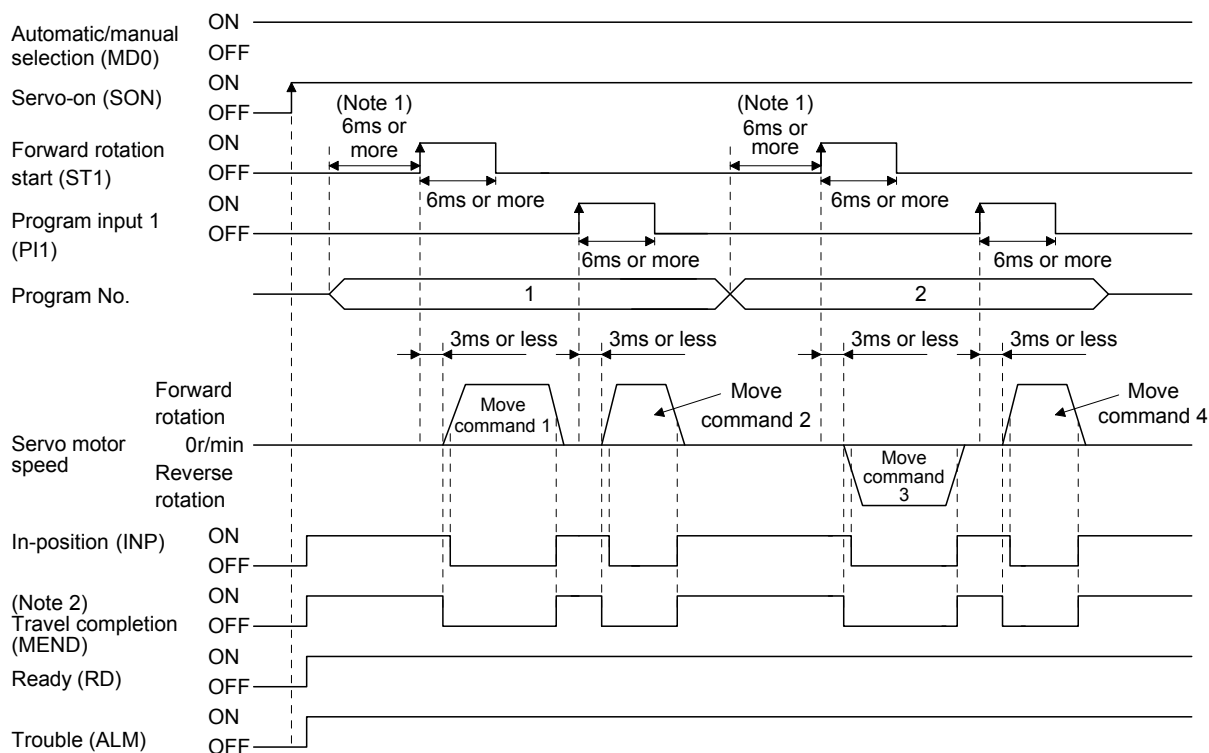 Automatic/manual
selection (MD0)
ON
OFF
Servo-on (SON)
ON
OFF
Forward rotation
start (ST1)
ON
OFF
(Note 1)
6ms or
more
6ms or more
(Note 1)
6ms or
more
6ms or more
Program input 1
(PI1)
ON
OFF
6ms or more
6ms or more
Program No.
1
2
3ms or less
3ms or less
3ms or less
3ms or less
Servo motor
speed
Forward
rotation
0r/min
Reverse
rotation
Move
command 1
Move
command 2
Move
command
3
Move
command 4
In-position (INP)
ON
OFF
(Note 2)
Travel completion
(MEND)
ON
OFF
Ready (RD)
ON
OFF
Trouble (ALM)
ON
OFF